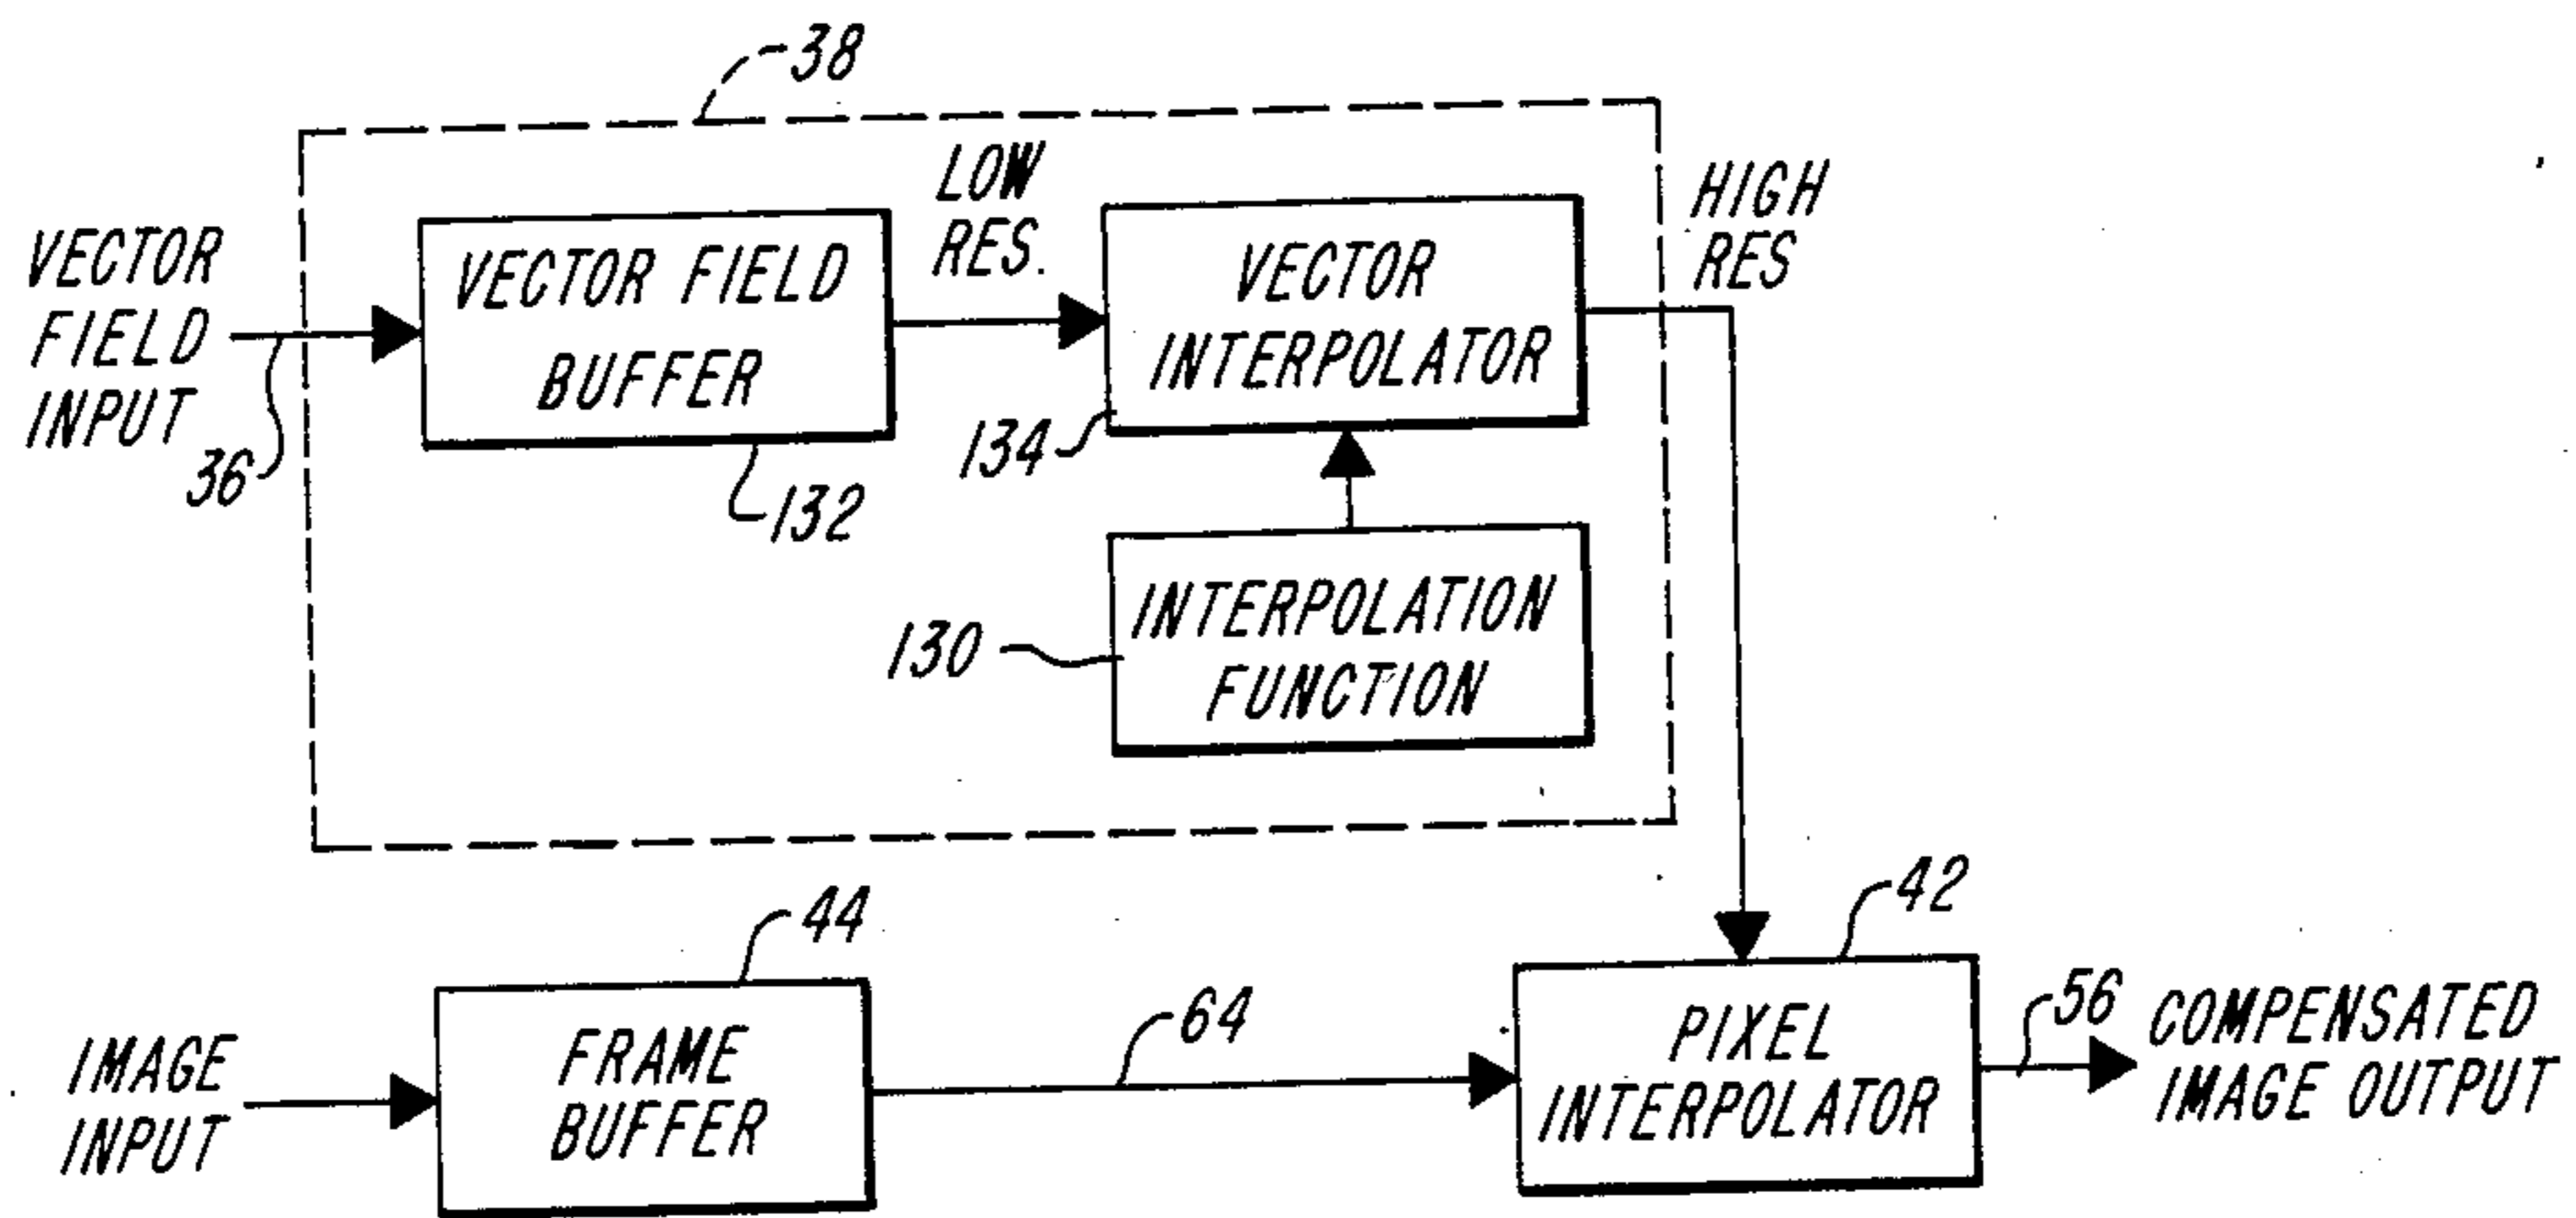 38
VECTOR
FIELD
INPUT
36
VECTOR FIELD
BUFFER
132
LOW
RES.
VECTOR
INTERPOLATOR
134
HIGH
RES
130
INTERPOLATION
FUNCTION
IMAGE
INPUT
44
FRAME
BUFFER
64
42
PIXEL
INTERPOLATOR
56
COMPENSATED
IMAGE OUTPUT